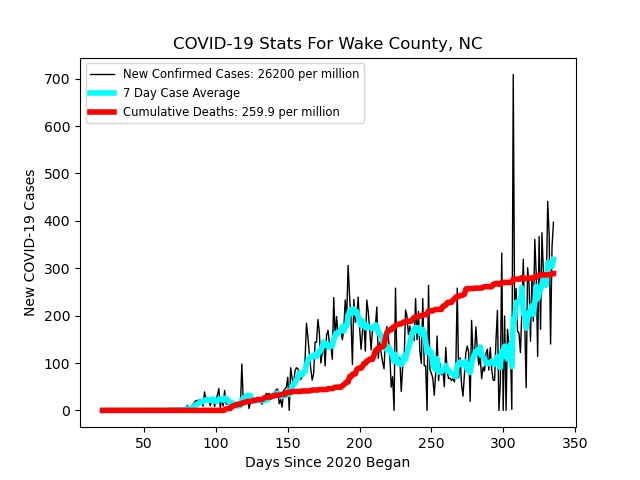 COVID-19 Stats For Wake County, NC
New Confirmed Cases: 26200 per million
7 Day Case Average
Cumulative Deaths: 259.9 per million
New COVID-19 Cases
700
600
500
400
300
200
100
0
50 100 150 200 250 300 350
Days Since 2020 Began